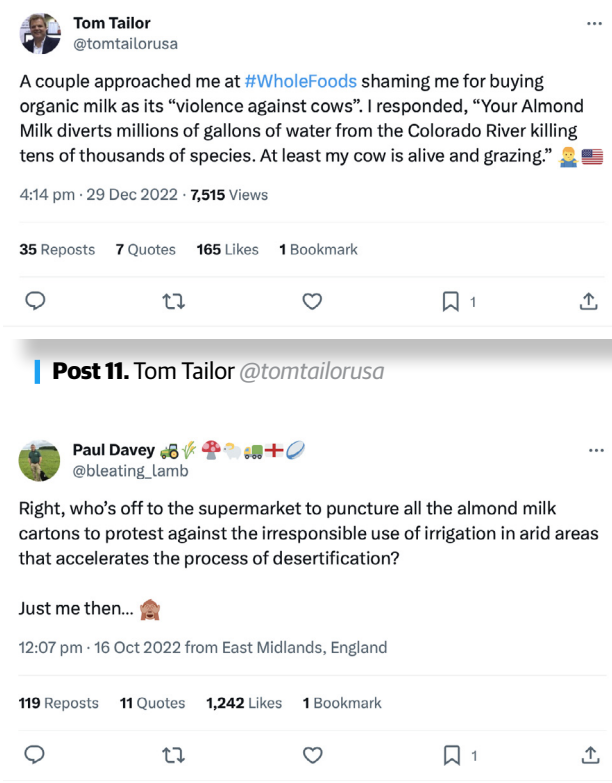 Tom Tailor
@tomtailorusa
A couple approached me at #WholeFoods shaming me for buying
organic milk as its “violence against cows”. I responded, “Your Almond
Milk diverts millions of gallons of water from the Colorado River killing
tens of thousands of species. At least my cow is alive and grazing.” 🤷‍♂️ 🇺🇸
4:14 pm · 29 Dec 2022 · 7,515 Views
35 Reposts 7 Quotes 165 Likes 1 Bookmark
1
Post 11. Tom Tailor @tomtailorusa
Paul Davey 🚜🌾 🍄🐑🚛🏴󠁧󠁢󠁥󠁮󠁧󠁿🏉
@bleating_lamb
Right, who’s off to the supermarket to puncture all the almond milk
cartons to protest against the irresponsible use of irrigation in arid areas
that accelerates the process of desertification?
Just me then... 🙈
12:07 pm · 16 Oct 2022 from East Midlands, England
119 Reposts 11 Quotes 1,242 Likes 1 Bookmark
1